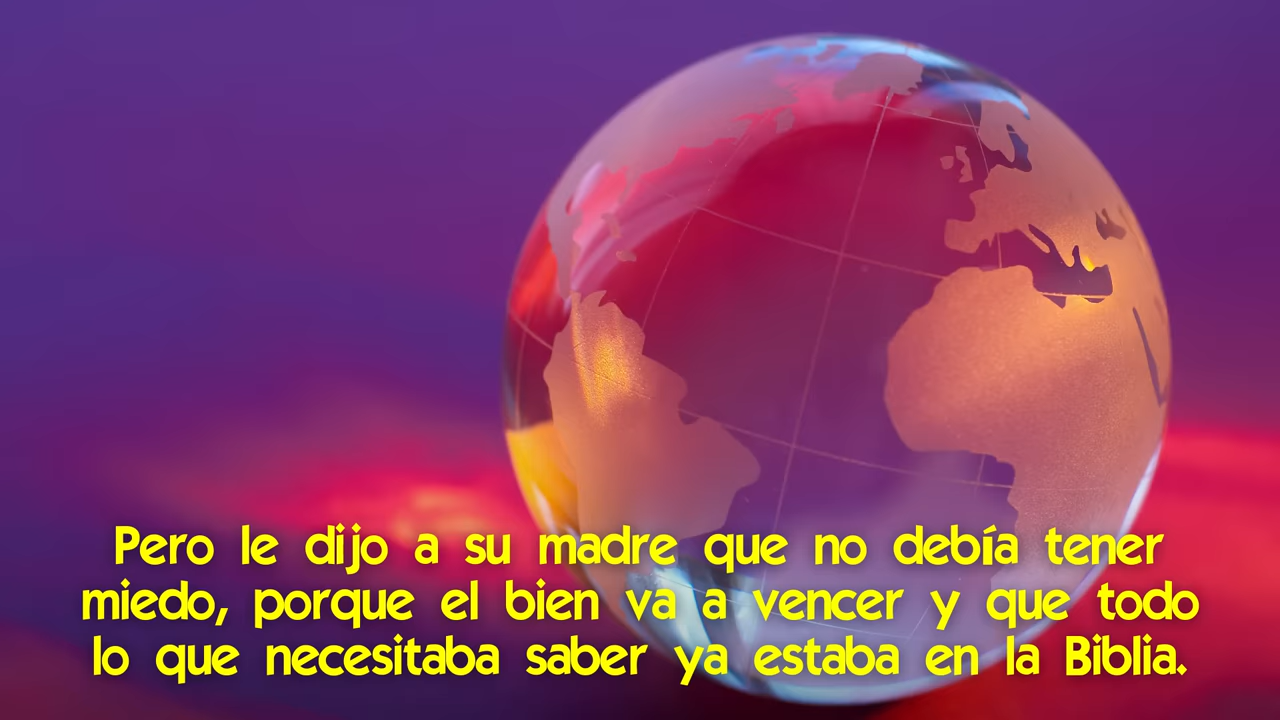 Pero le dijo a su madre que no debía tener
miedo, porque el bien va a vencer y que todo
lo que necesitaba saber ya estaba en la Biblia.